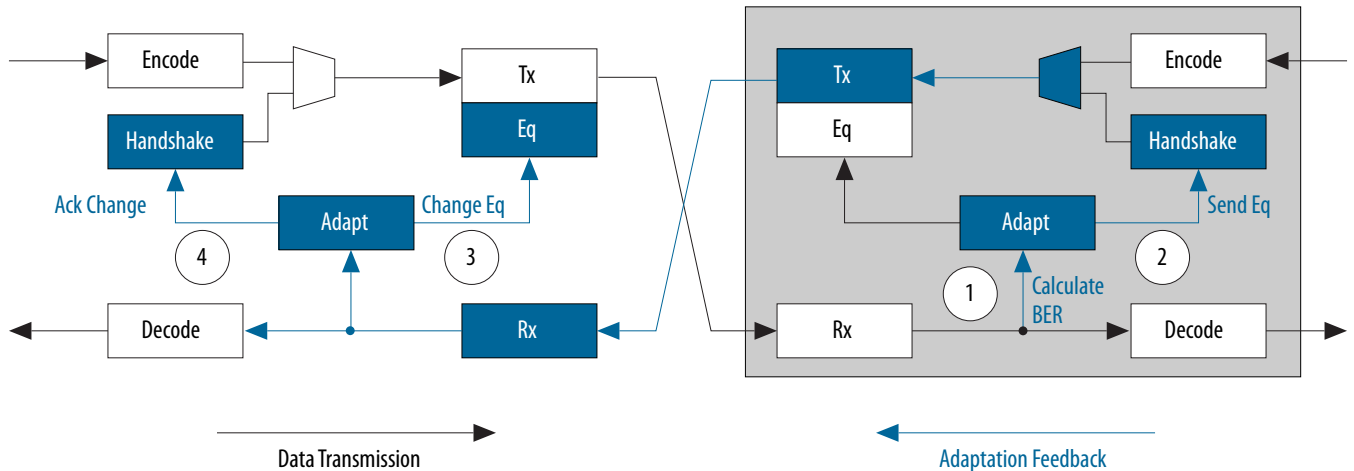 Encode
Tx
Eq
Handshake
Ack Change
Adapt
Change Eq
4
3
Decode
Rx
Tx
Eq
Encode
Handshake
Adapt
Send Eq
2
1
Calculate
BER
Rx
Decode
Data Transmission
Adaptation Feedback